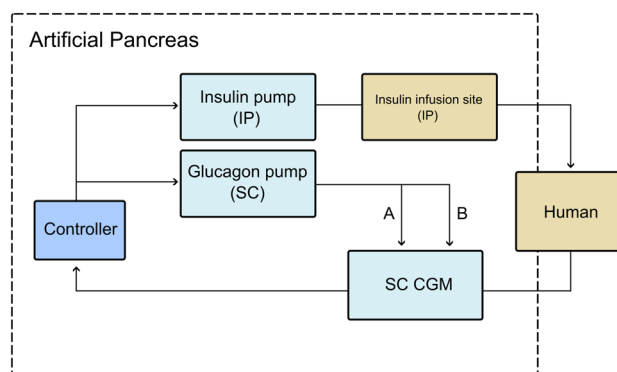 Artificial Pancreas
Insulin pump
(IP)
Insulin infusion site
(IP)
Glucagon pump
(SC)
Controller
A
B
Human
SC CGM